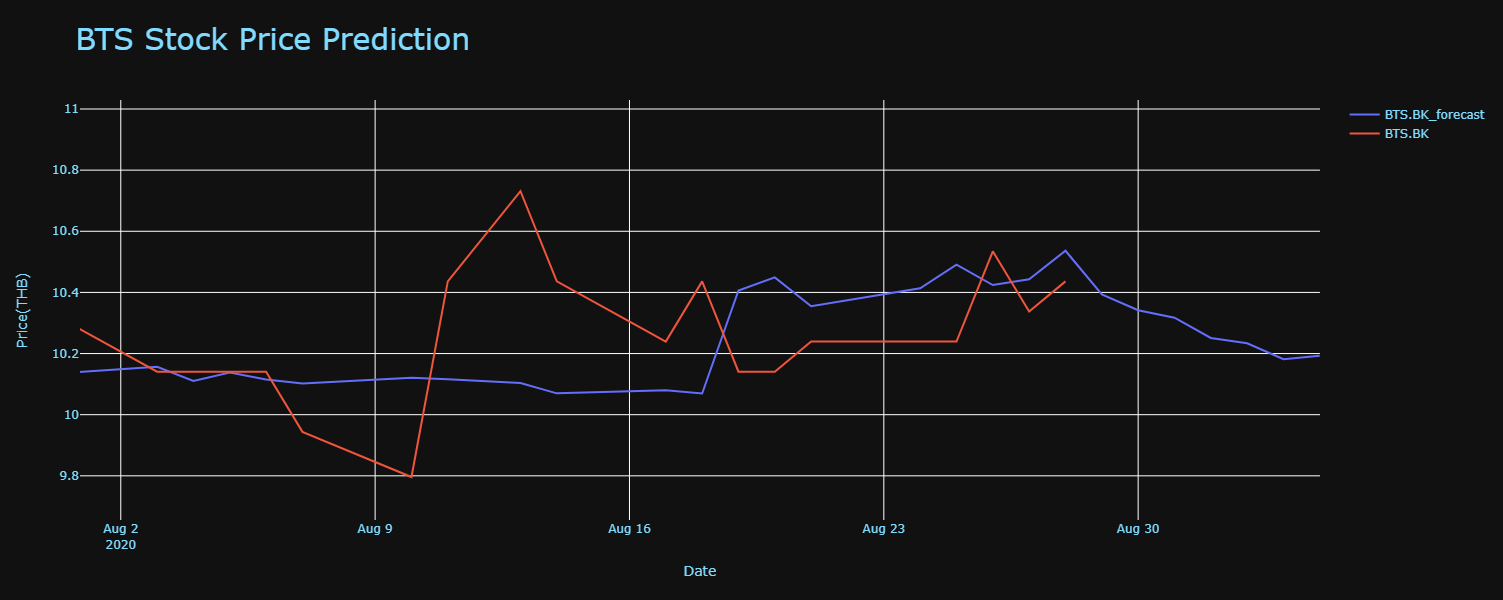 BTS Stock Price Prediction
BTS.BK_forecast
BTS.BK
Price(THB)
11
10.8
10.6
10.4
10.2
10
9.8
Aug 2
2020
Aug 9
Aug 16
Aug 23
Aug 30
Date